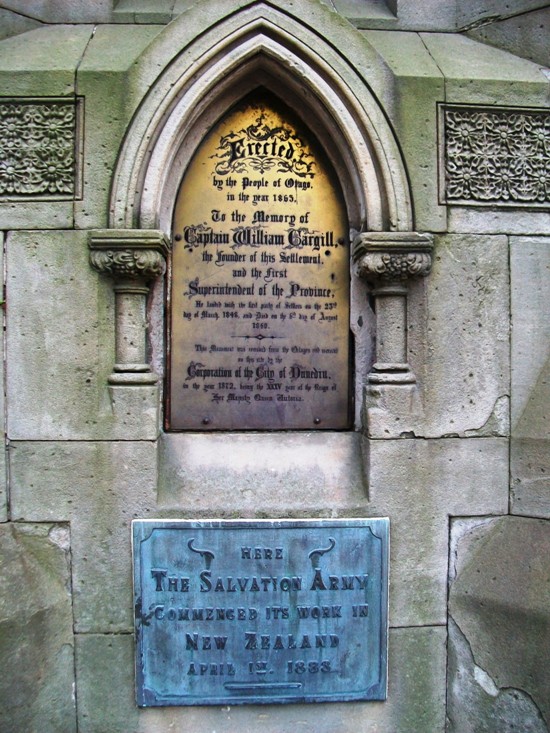 Erected
by the People of Otago,
in the year 1863,
To the Memory of
Captain William Cargill,
the Founder of this Settlement,
and the First
Superintendent of the Province,
He landed with the first party of Settlers on the 23rd
day of March, 1848, and Died on the 6th day of August
This Monument was removed from the Octagon and
on this site by the
Corporation of the City of Dunedin,
in the year 1872, being the XXXV year of the Reign of
Her Majesty Queen Victoria.
HERE
THE SALVATION ARMY
COMMENCED ITS WORK IN
NEW ZEALAND
APRIL 1st. 1883